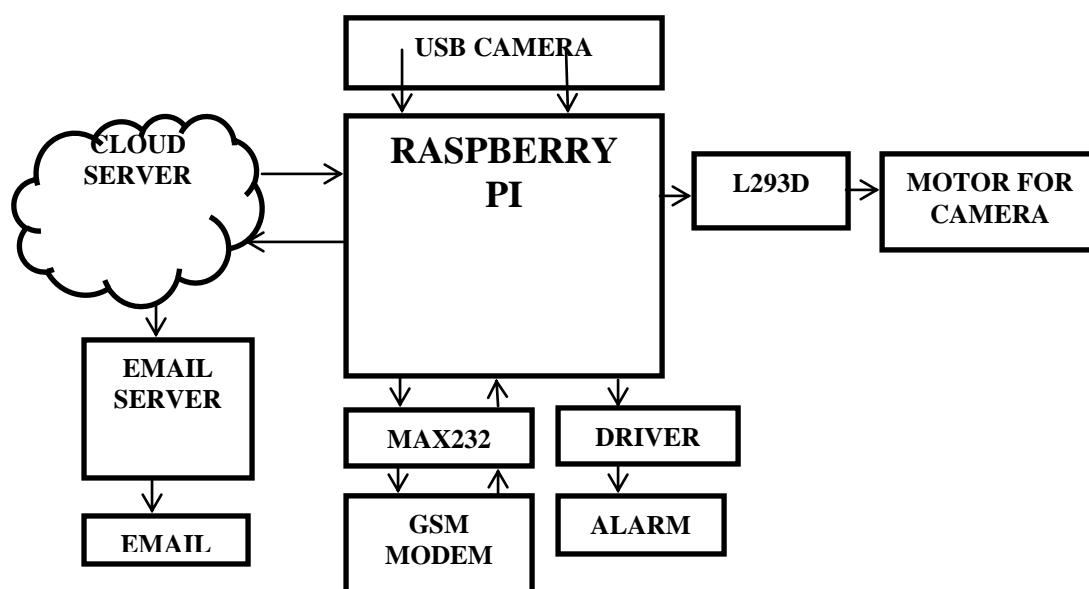 USB CAMERA
CLOUD
SERVER
RASPBERRY
PI
L293D
MOTOR FOR
CAMERA
EMAIL
SERVER
MAX232
DRIVER
EMAIL
GSM
MODEM
ALARM